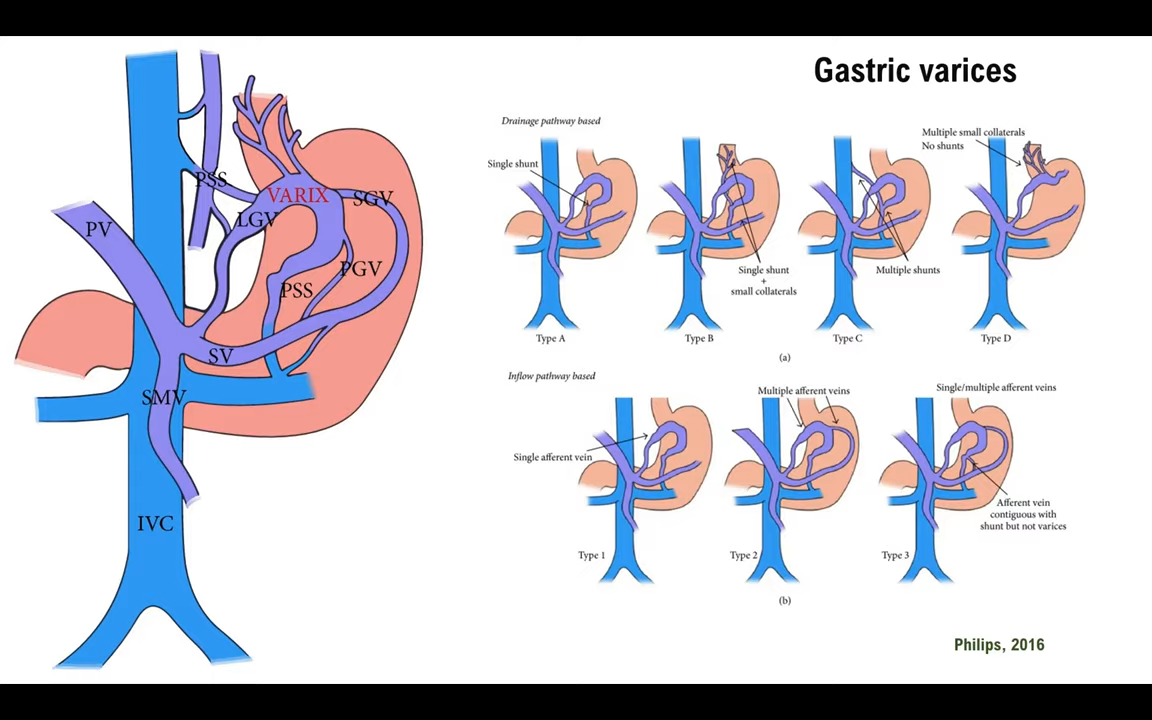 Gastric varices
PSS
VARIX
SGV
LGV
PV
PGV
PSS
SV
SMV
IVC
Drainage pathway based
Single shunt
Multiple small collaterals
No shunts
Single shunt
+
small collaterals
Multiple shunts
Type A
Type B
Type C
Type D
(a)
Inflow pathway based
Multiple afferent veins
Single/multiple afferent veins
Single afferent vein
Afferent vein
contiguous with
shunt but not varices
Type 1
Type 2
Type 3
(b)
Philips, 2016